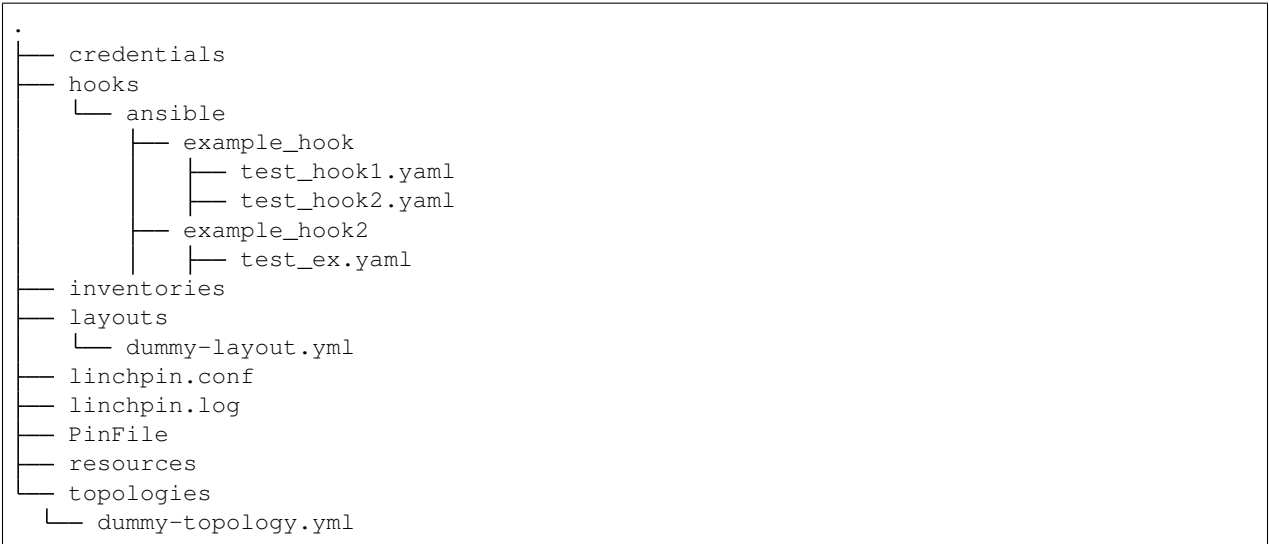 .
├── credentials
├── hooks
│   └── ansible
│       ├── example_hook
│       │   ├── test_hook1.yaml
│       │   ├── test_hook2.yaml
│       ├── example_hook2
│       │   ├── test_ex.yaml
├── inventories
├── layouts
│   └── dummy-layout.yml
├── linchpin.conf
├── linchpin.log
├── PinFile
├── resources
└── topologies
  └── dummy-topology.yml